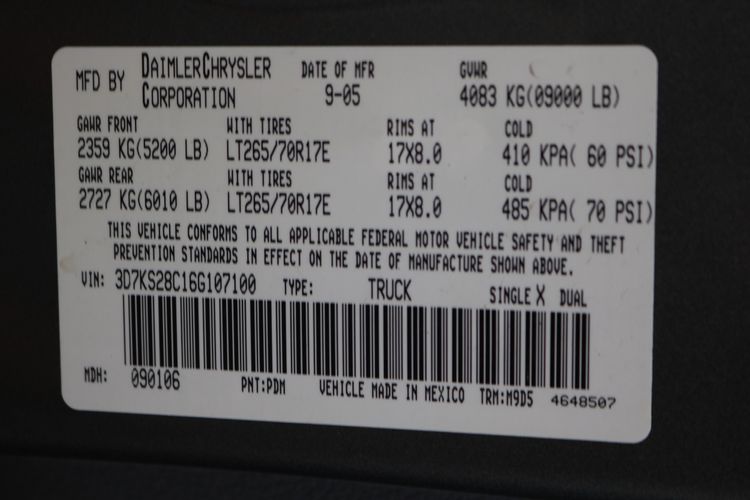 MFD BY DAIMLERCHRYSLER CORPORATION DATE OF MFR 9-05 GVWR 4083 KG(09000 LB)
GAWR FRONT WITH TIRES RIMS AT COLD
2359 KG(5200 LB) LT265/70R17E 17X8.0 410 KPA( 60 PSI)
GAWR REAR WITH TIRES RIMS AT COLD
2727 KG(6010 LB) LT265/70R17E 17X8.0 485 KPA( 70 PSI)
THIS VEHICLE CONFORMS TO ALL APPLICABLE FEDERAL MOTOR VEHICLE SAFETY AND THEFT
PREVENTION STANDARDS IN EFFECT ON THE DATE OF MANUFACTURE SHOWN ABOVE.
VIN: 3D7KS28C16G107100 TYPE: TRUCK SINGLE X DUAL
MDH: 090106 PNT:PDM VEHICLE MADE IN MEXICO TRM:M9D5 4648507